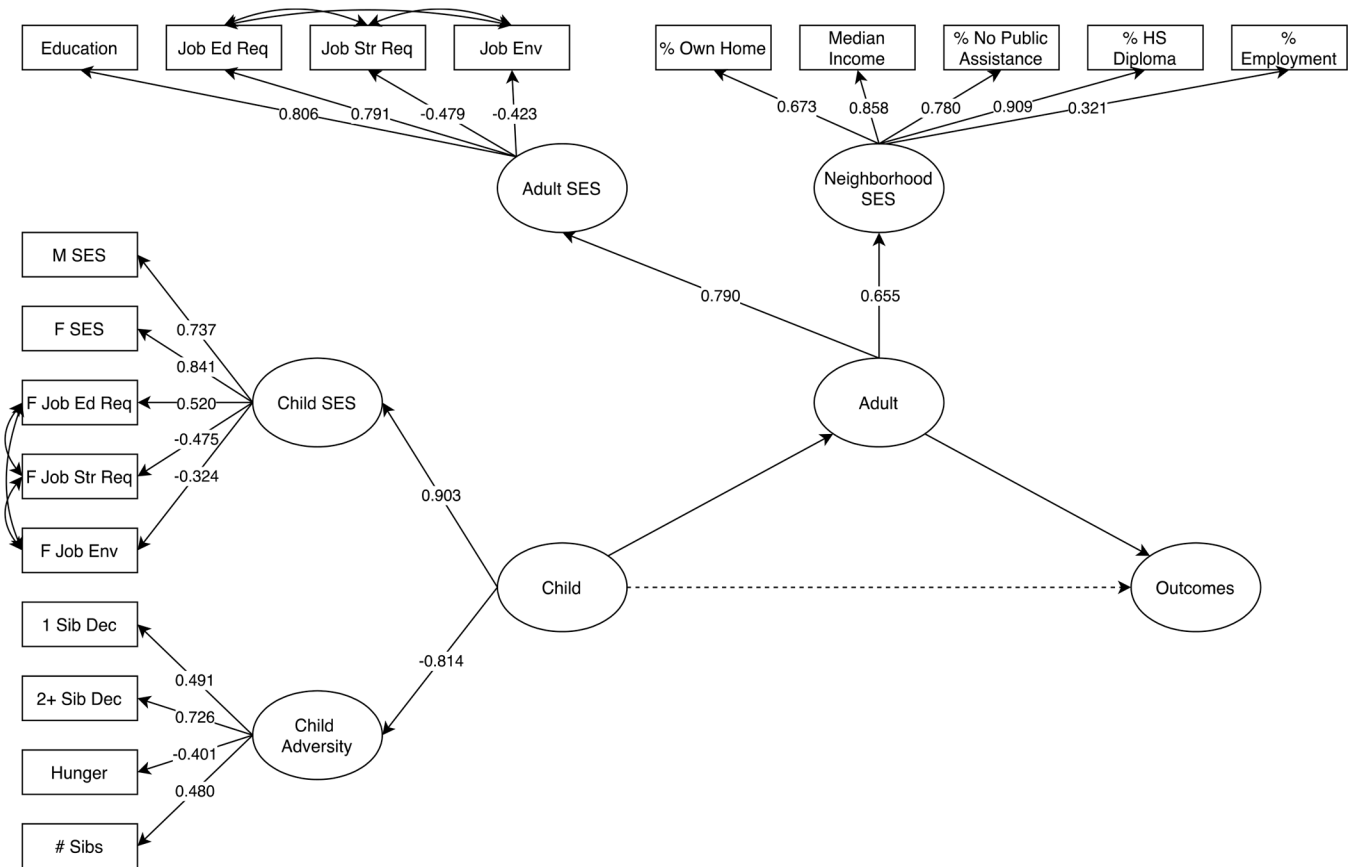 Education
Job Ed Req
Job Str Req
Job Env
% Own Home
Median
Income
% No Public
Assistance
% HS
Diploma
%
Employment
0.806
0.791
-0.479
-0.423
0.673
0.858
0.780
0.909
0.321
Adult SES
Neighborhood
SES
M SES
F SES
F Job Ed Req
F Job Str Req
F Job Env
0.737
0.841
0.520
-0.475
-0.324
Child SES
0.790
0.655
Adult
0.903
Child
Outcomes
-0.814
1 Sib Dec
2+ Sib Dec
Hunger
# Sibs
0.491
0.726
-0.401
0.480
Child
Adversity